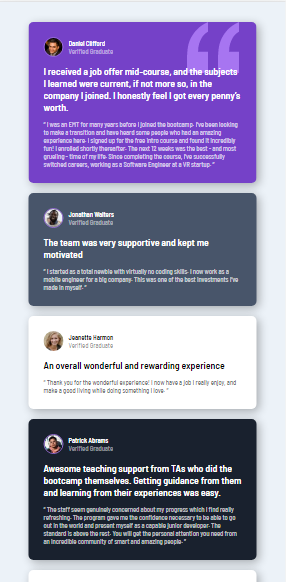 Daniel Clifford
Verified Graduate
I received a job offer mid-course, and the subjects
I learned were current, if not more so, in the
company I joined. I honestly feel I got every penny's
worth.
" I was an EMT for many years before I joined the bootcamp. I've been looking
to make a transition and have heard some people who had an amazing
experience here. I signed up for the free intro course and found it incredibly
fun! I enrolled shortly thereafter. The next 12 weeks was the best - and most
grueling - time of my life. Since completing the course, I've successfully
switched careers, working as a Software Engineer at a VR startup. "
Jonathan Walters
Verified Graduate
The team was very supportive and kept me
motivated
" I started as a total newbie with virtually no coding skills. I now work as a
mobile engineer for a big company. This was one of the best investments I've
made in myself. "
Jeanette Harmon
Verified Graduate
An overall wonderful and rewarding experience
" Thank you for the wonderful experience! I now have a job I really enjoy, and
make a good living while doing something I love. "
Patrick Abrams
Verified Graduate
Awesome teaching support from TAs who did the
bootcamp themselves. Getting guidance from them
and learning from their experiences was easy.
" The staff seem genuinely concerned about my progress which I find really
refreshing. The program gave me the confidence necessary to be able to go
out in the world and present myself as a capable junior developer. The
standard is above the rest. You will get the personal attention you need from
an incredible community of smart and amazing people. "